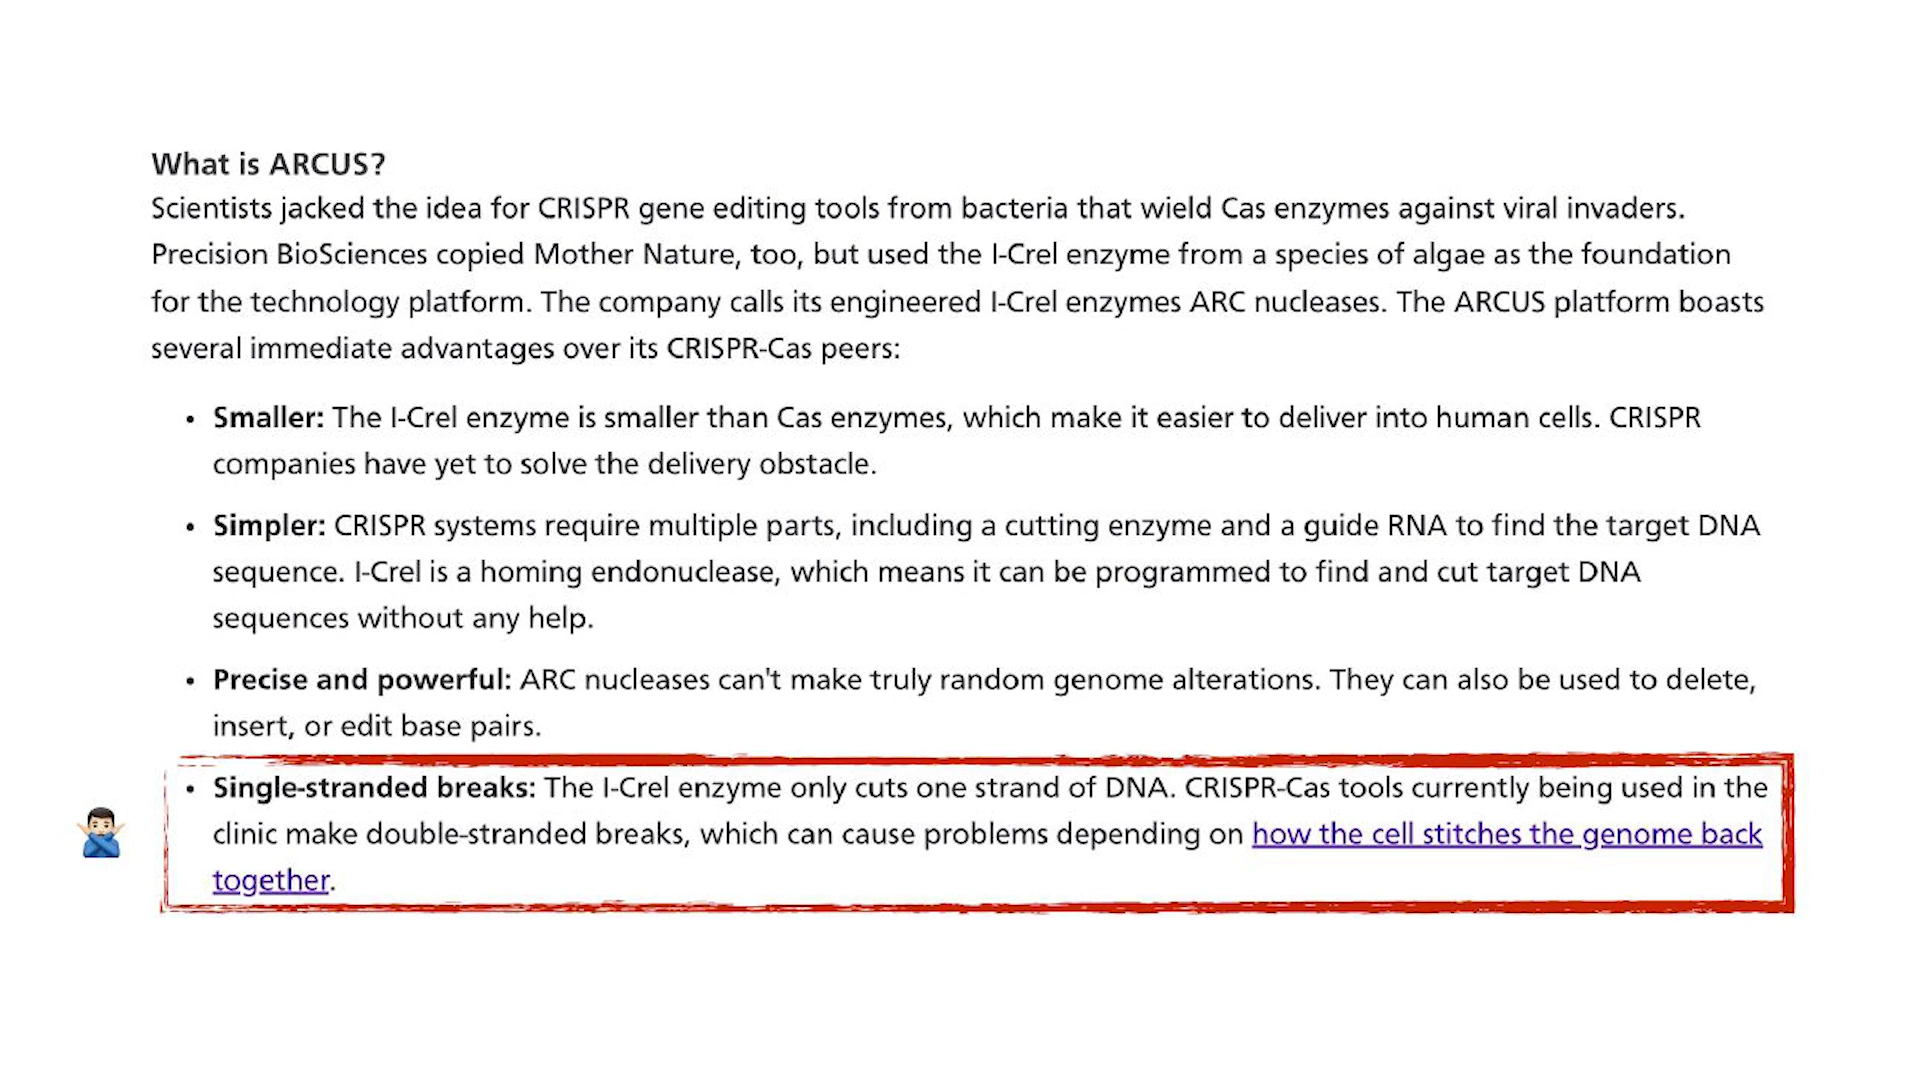 What is ARCUS?
Scientists jacked the idea for CRISPR gene editing tools from bacteria that wield Cas enzymes against viral invaders.
Precision BioSciences copied Mother Nature, too, but used the I-CreI enzyme from a species of algae as the foundation
for the technology platform. The company calls its engineered I-CreI enzymes ARC nucleases. The ARCUS platform boasts
several immediate advantages over its CRISPR-Cas peers:
• Smaller: The I-CreI enzyme is smaller than Cas enzymes, which make it easier to deliver into human cells. CRISPR
companies have yet to solve the delivery obstacle.
• Simpler: CRISPR systems require multiple parts, including a cutting enzyme and a guide RNA to find the target DNA
sequence. I-CreI is a homing endonuclease, which means it can be programmed to find and cut target DNA
sequences without any help.
• Precise and powerful: ARC nucleases can't make truly random genome alterations. They can also be used to delete,
insert, or edit base pairs.
• Single-stranded breaks: The I-CreI enzyme only cuts one strand of DNA. CRISPR-Cas tools currently being used in the
clinic make double-stranded breaks, which can cause problems depending on how the cell stitches the genome back
together.